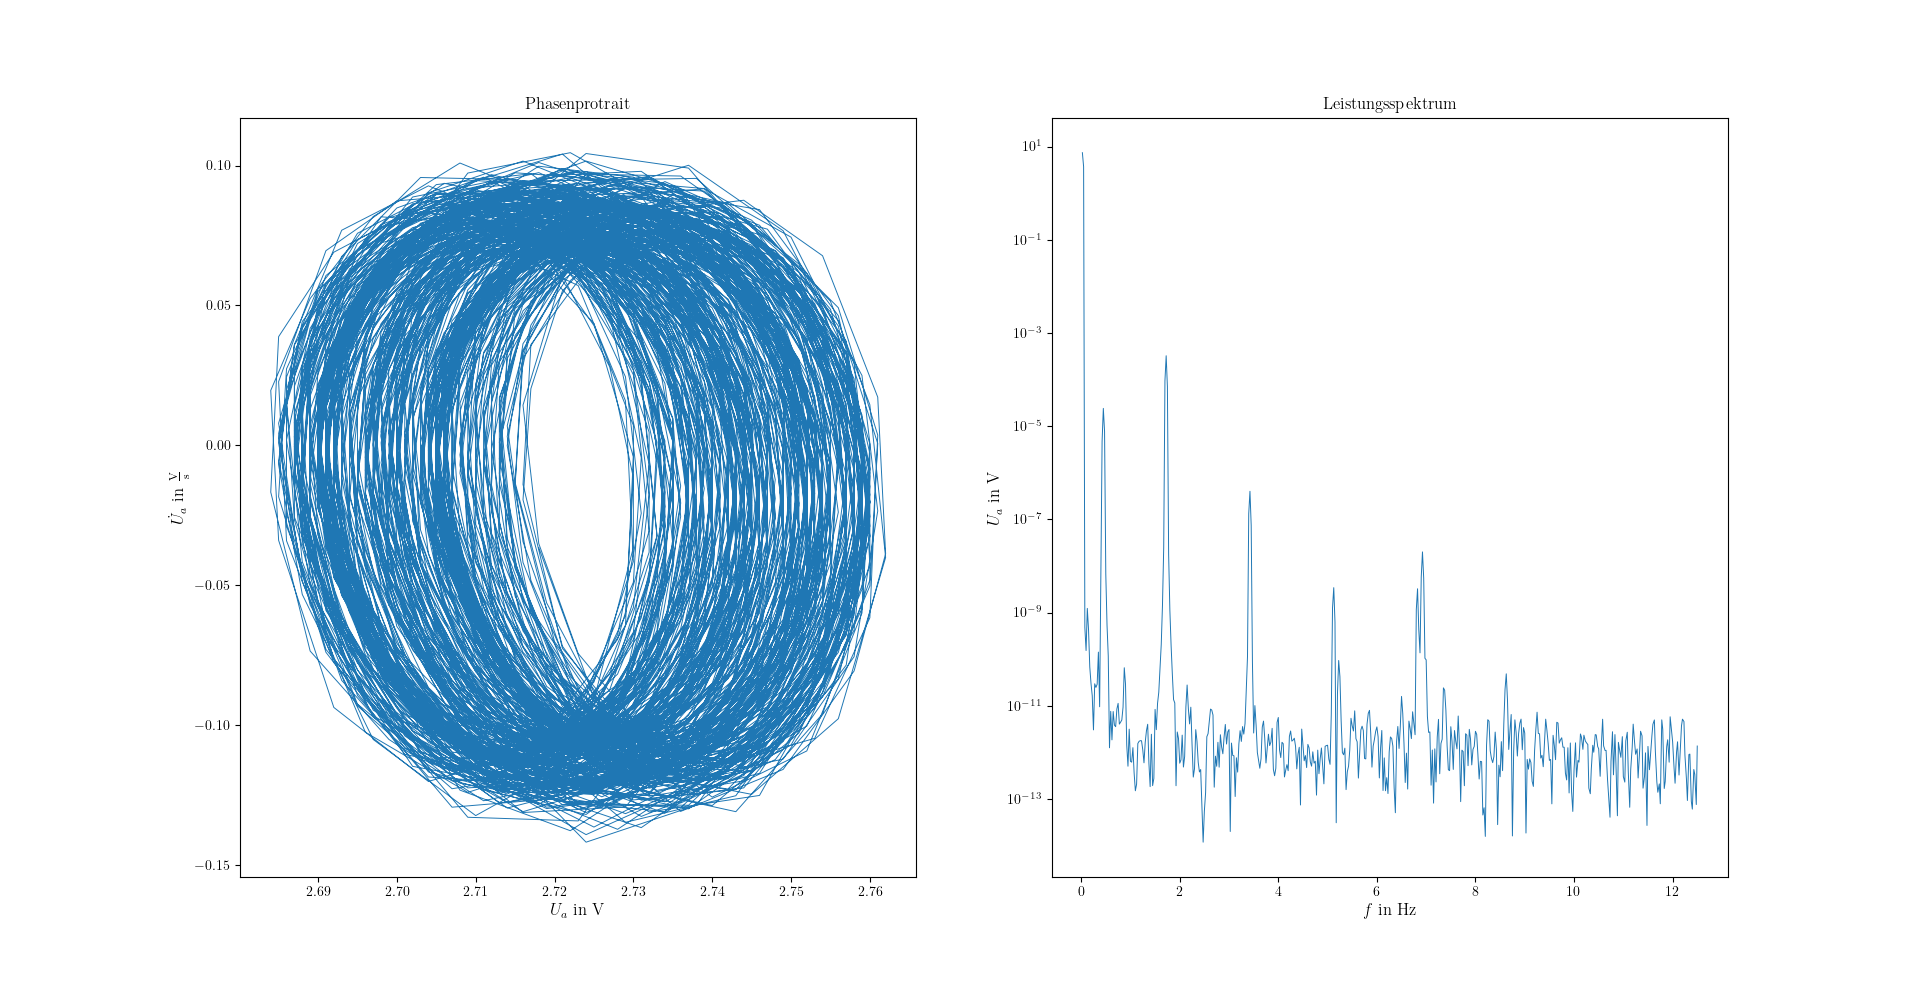 Phasenprotrait
0.10
0.05
0.00
−0.05
−0.10
−0.15
U̇ₐ in V/s
2.69 2.70 2.71 2.72 2.73 2.74 2.75 2.76
Uₐ in V
Leistungsspektrum
10¹
10⁻¹
10⁻³
10⁻⁵
10⁻⁷
10⁻⁹
10⁻¹¹
10⁻¹³
Uₐ in V
0 2 4 6 8 10 12
f in Hz